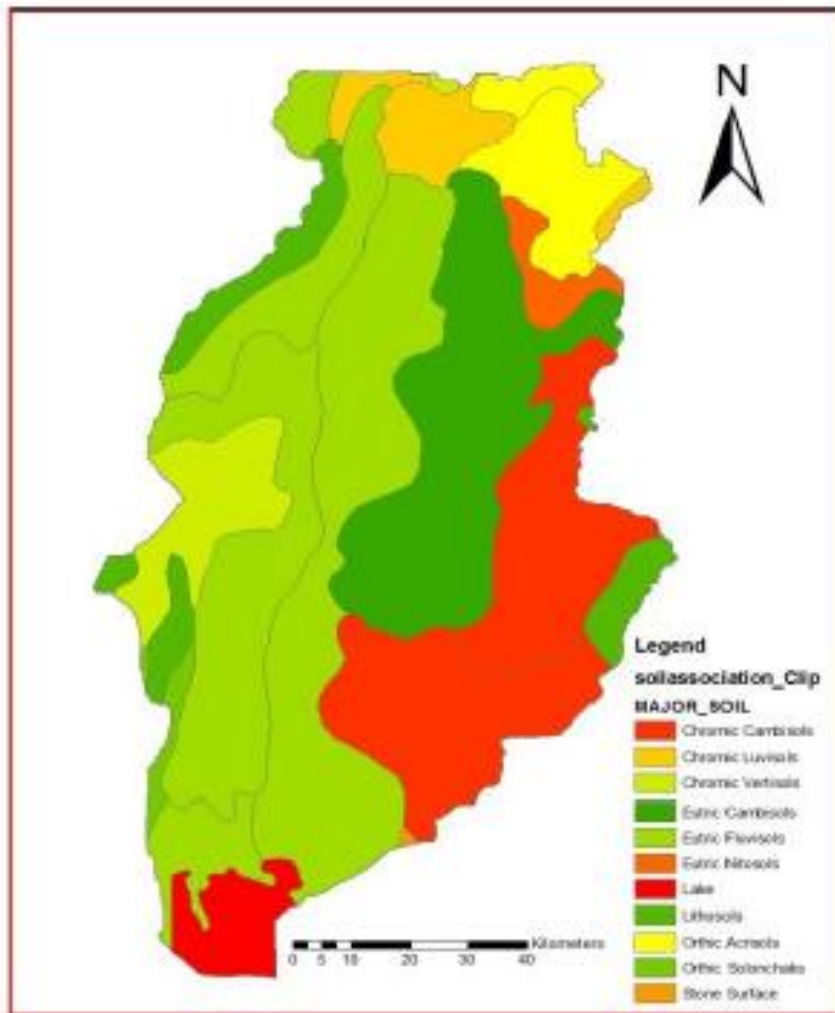 N
Legend
soilassociation_Clip
MAJOR_SOIL
Chromic Cambisols
Chromic Luvisols
Chromic Vertisols
Eutric Cambisols
Eutric Fluvisols
Eutric Nitosols
Lake
Lithosols
Orthic Acrisols
Orthic Solonchaks
Stone Surface
Kilometers
0 5 10 20 30 40